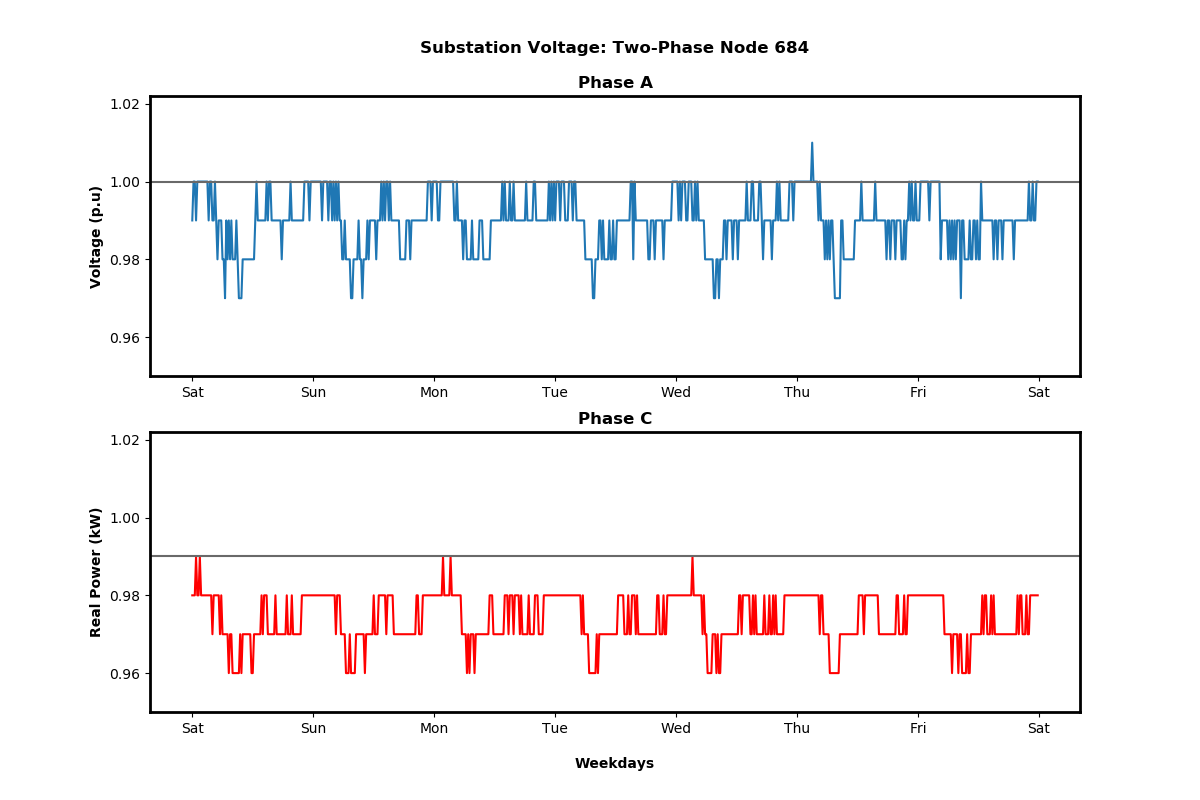 Substation Voltage: Two-Phase Node 684
Phase A
Voltage (p.u)
1.02
1.00
0.98
0.96
Sat Sun Mon Tue Wed Thu Fri Sat
Phase C
Real Power (kW)
1.02
1.00
0.98
0.96
Sat Sun Mon Tue Wed Thu Fri Sat
Weekdays